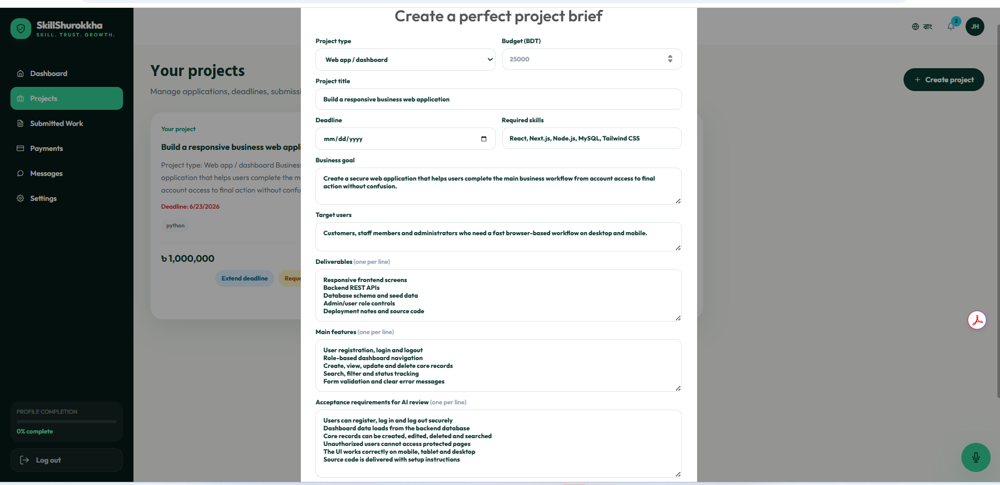 SkillShurokkha
SKILL. TRUST. GROWTH.
Dashboard
Projects
Submitted Work
Payments
Messages
Settings
PROFILE COMPLETION
0% complete
Log out
বাং
2
JH
Your projects
Manage applications, deadlines,
Create project
Your project
Build a responsive business web
Project type: Web app / dashboard
application that helps users complete the
account access to final action without
Deadline: 6/23/2026
python
৳ 1,000,000
Extend deadline
Create a perfect project brief
Project type
Budget (BDT)
Web app / dashboard
25000
Project title
Build a responsive business web application
Deadline
Required skills
mm/dd/yyyy
React, Next.js, Node.js, MySQL, Tailwind CSS
Business goal
Create a secure web application that helps users complete the main business workflow from account access to final
action without confusion.
Target users
Customers, staff members and administrators who need a fast browser-based workflow on desktop and mobile.
Deliverables (one per line)
Responsive frontend screens
Backend REST APIs
Database schema and seed data
Admin/user role controls
Deployment notes and source code
Main features (one per line)
User registration, login and logout
Role-based dashboard navigation
Create, view, update and delete core records
Search, filter and status tracking
Form validation and clear error messages
Acceptance requirements for AI review (one per line)
Users can register, log in and log out securely
Dashboard data loads from the backend database
Core records can be created, edited, deleted and searched
Unauthorized users cannot access protected pages
The UI works correctly on mobile, tablet and desktop
Source code is delivered with setup instructions